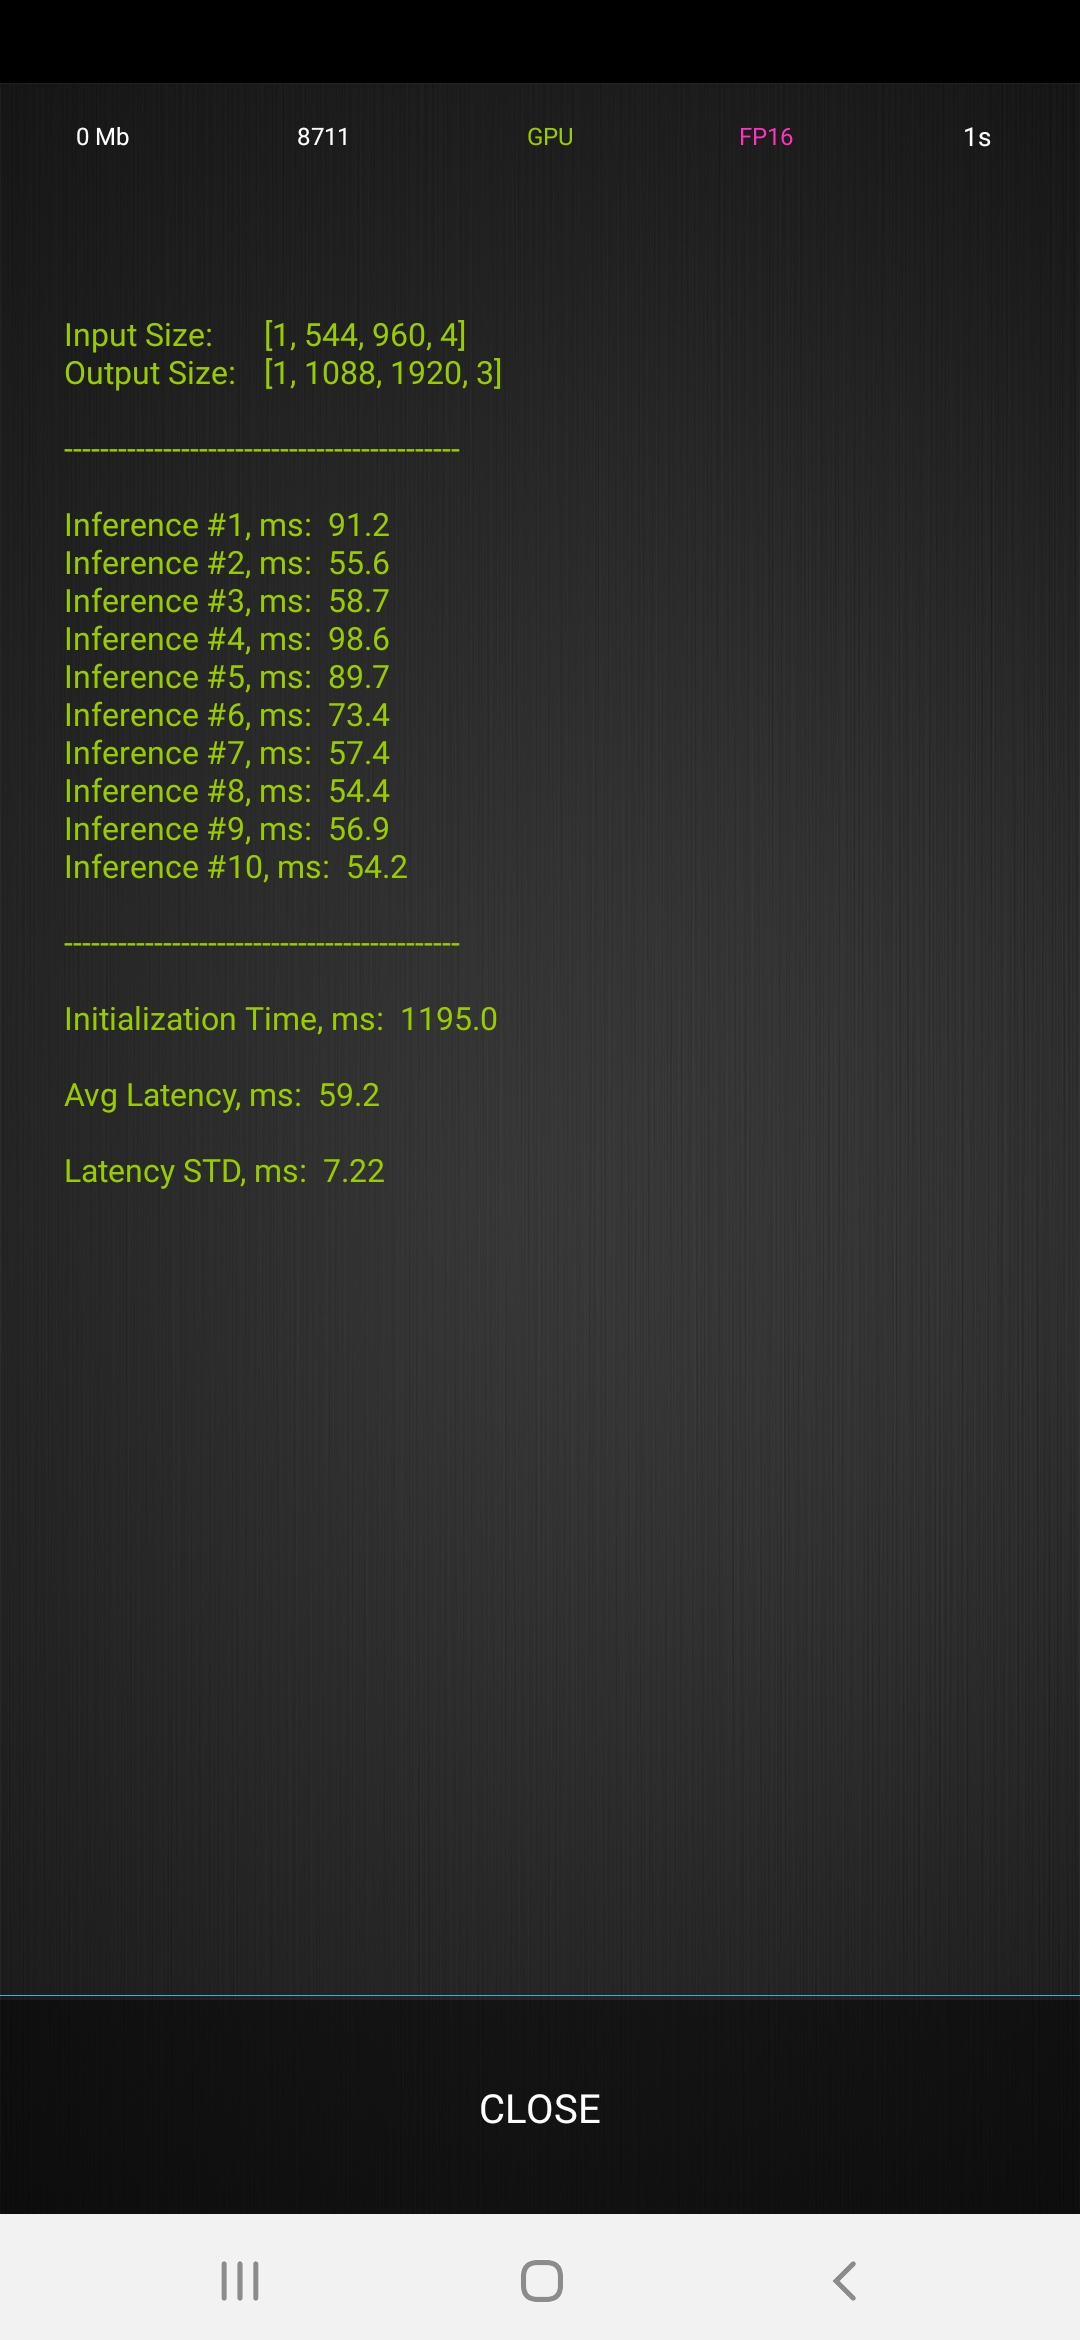 0 Mb 8711 GPU FP16 1s
Input Size: [1, 544, 960, 4]
Output Size: [1, 1088, 1920, 3]
--------------------------------------------
Inference #1, ms: 91.2
Inference #2, ms: 55.6
Inference #3, ms: 58.7
Inference #4, ms: 98.6
Inference #5, ms: 89.7
Inference #6, ms: 73.4
Inference #7, ms: 57.4
Inference #8, ms: 54.4
Inference #9, ms: 56.9
Inference #10, ms: 54.2
--------------------------------------------
Initialization Time, ms: 1195.0
Avg Latency, ms: 59.2
Latency STD, ms: 7.22
CLOSE